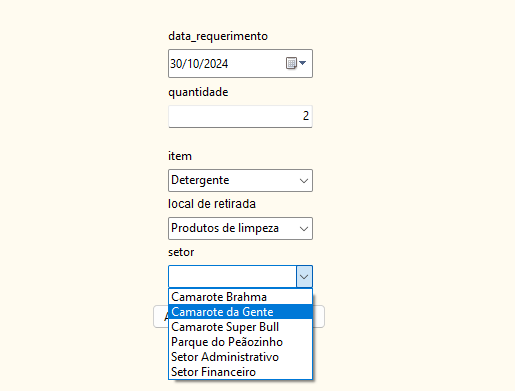 data_requerimento
30/10/2024
quantidade
2
item
Detergente
local de retirada
Produtos de limpeza
setor
Camarote Brahma
Camarote da Gente
Camarote Super Bull
Parque do Peãozinho
Setor Administrativo
Setor Financeiro